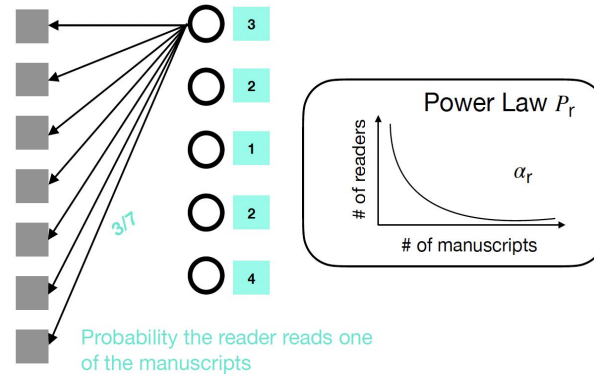 3
2
1
2
4
3/7
Probability the reader reads one
of the manuscripts
Power Law Pr
# of readers
αr
# of manuscripts